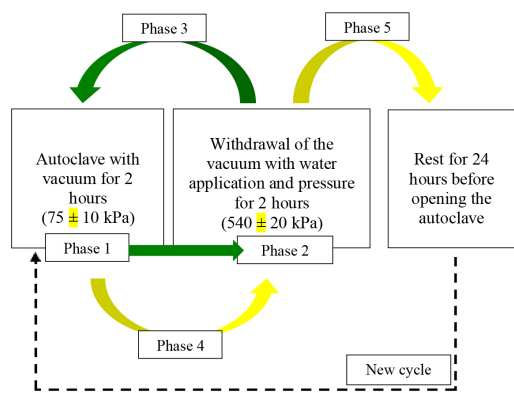 Phase 3
Phase 5
Autoclave with
vacuum for 2
hours
(75 ± 10 kPa)
Phase 1
Withdrawal of the
vacuum with water
application and pressure
for 2 hours
(540 ± 20 kPa)
Phase 2
Rest for 24
hours before
opening the
autoclave
Phase 4
New cycle